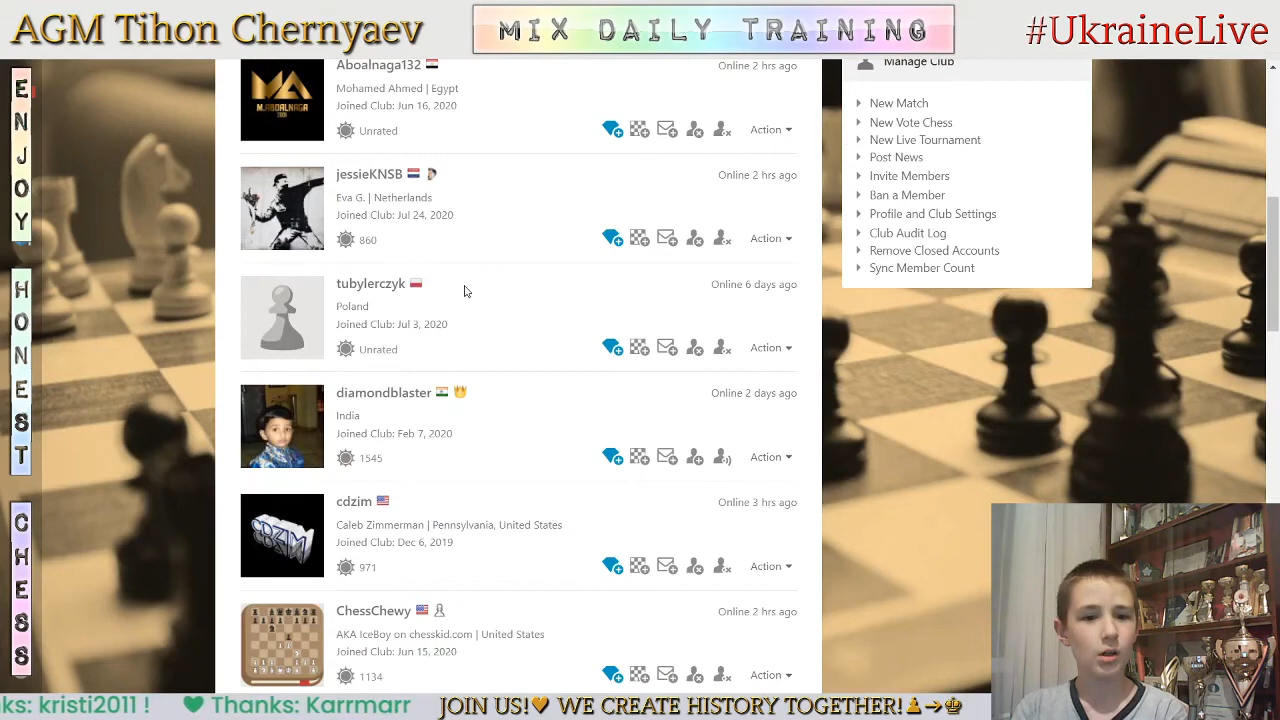 AGM Tihon Chernyaev
MIX DAILY TRAINING
#UkraineLive
ENJOY
HONEST
CHESS
Aboalnaga132
Online 2 hrs ago
Mohamed Ahmed | Egypt
Joined Club: Jun 16, 2020
Unrated
Action
MA
M.ABOALNAGA
2001
jessieKNSB
Online 2 hrs ago
Eva G. | Netherlands
Joined Club: Jul 24, 2020
860
Action
tubylerczyk
Online 6 days ago
Poland
Joined Club: Jul 3, 2020
Unrated
Action
diamondblaster
Online 2 days ago
India
Joined Club: Feb 7, 2020
1545
Action
cdzim
Online 3 hrs ago
Caleb Zimmerman | Pennsylvania, United States
Joined Club: Dec 6, 2019
971
Action
CDZIM
ChessChewy
Online 2 hrs ago
AKA IceBoy on chesskid.com | United States
Joined Club: Jun 15, 2020
1134
Action
Manage Club
New Match
New Vote Chess
New Live Tournament
Post News
Invite Members
Ban a Member
Profile and Club Settings
Club Audit Log
Remove Closed Accounts
Sync Member Count
ks: kristi2011 ! Thanks: Karrmarr
JOIN US! WE CREATE HISTORY TOGETHER!